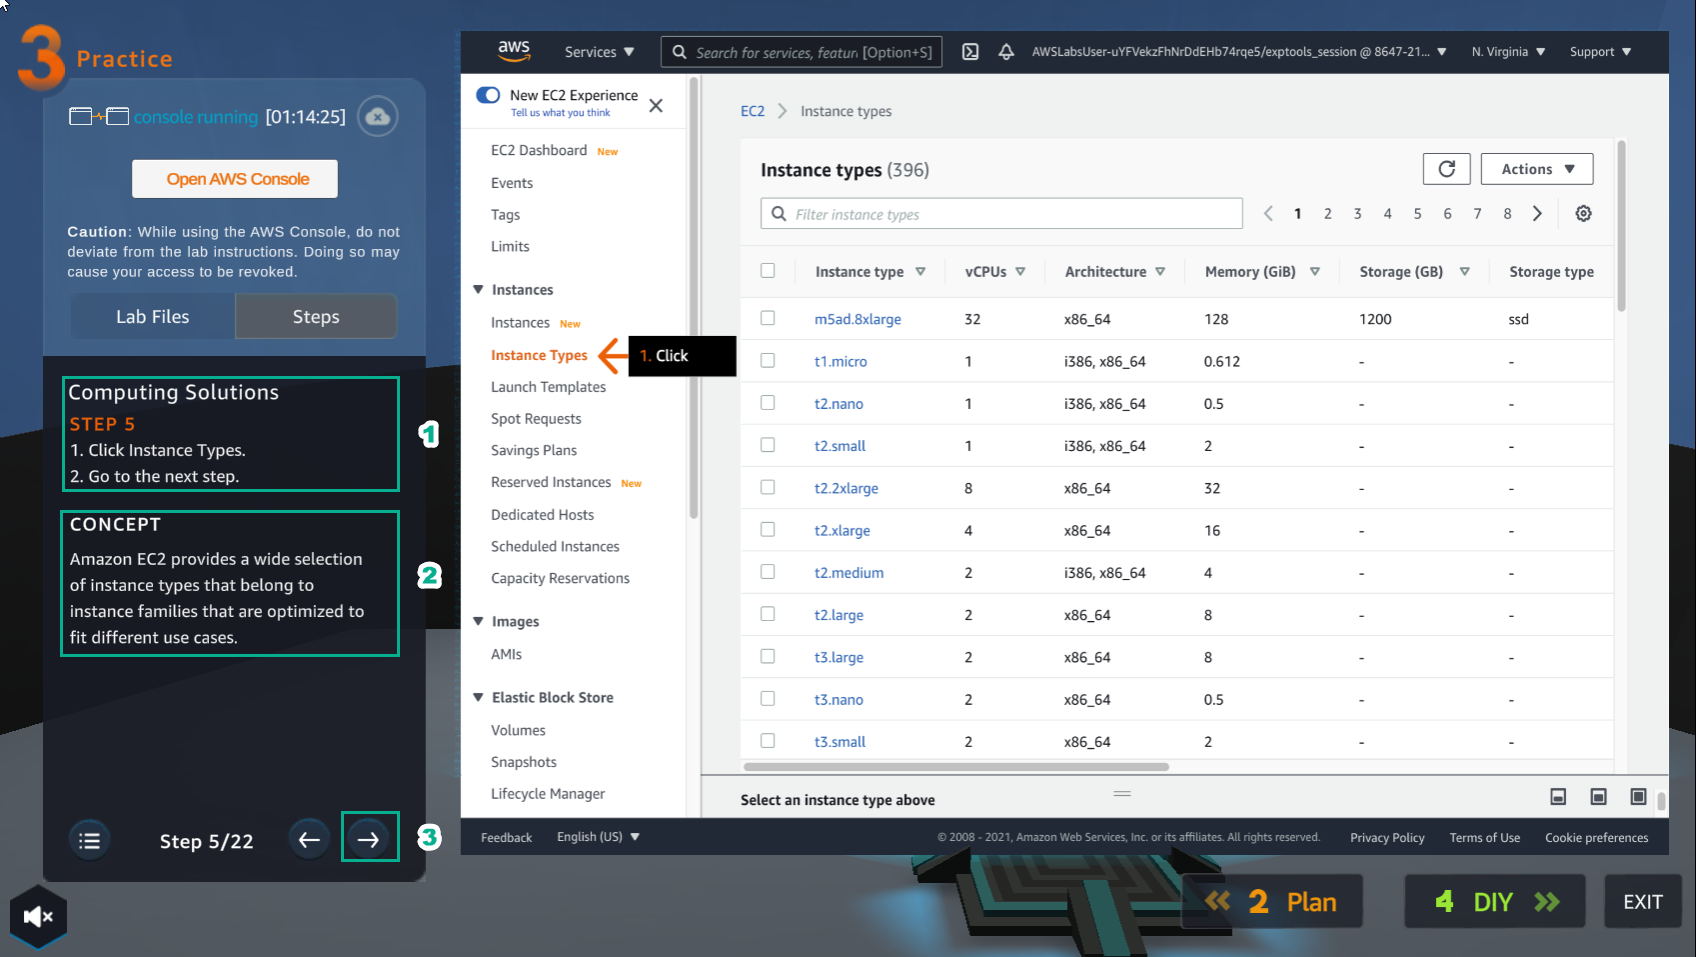 3 Practice
console running [01:14:25]
Open AWS Console
Caution: While using the AWS Console, do not
deviate from the lab instructions. Doing so may
cause your access to be revoked.
Lab Files
Steps
Computing Solutions
STEP 5
1. Click Instance Types.
2. Go to the next step.
1
CONCEPT
Amazon EC2 provides a wide selection
of instance types that belong to
instance families that are optimized to
fit different use cases.
2
Step 5/22
3
aws
Services
Search for services, featur [Option+S]
AWSLabsUser-uYFVekzFhNrDdEHb74rqe5/exptools_session @ 8647-21...
N. Virginia
Support
New EC2 Experience
Tell us what you think
EC2 Dashboard New
Events
Tags
Limits
Instances
Instances New
Instance Types
1. Click
Launch Templates
Spot Requests
Savings Plans
Reserved Instances New
Dedicated Hosts
Scheduled Instances
Capacity Reservations
Images
AMIs
Elastic Block Store
Volumes
Snapshots
Lifecycle Manager
EC2 Instance types
Instance types (396)
Actions
Filter instance types
1 2 3 4 5 6 7 8
Instance type vCPUs Architecture Memory (GiB) Storage (GB) Storage type
m5ad.8xlarge 32 x86_64 128 1200 ssd
t1.micro 1 i386, x86_64 0.612 - -
t2.nano 1 i386, x86_64 0.5 - -
t2.small 1 i386, x86_64 2 - -
t2.2xlarge 8 x86_64 32 - -
t2.xlarge 4 x86_64 16 - -
t2.medium 2 i386, x86_64 4 - -
t2.large 2 x86_64 8 - -
t3.large 2 x86_64 8 - -
t3.nano 2 x86_64 0.5 - -
t3.small 2 x86_64 2 - -
Select an instance type above
Feedback
English (US)
© 2008 - 2021, Amazon Web Services, Inc. or its affiliates. All rights reserved.
Privacy Policy
Terms of Use
Cookie preferences
2 Plan
4 DIY
EXIT